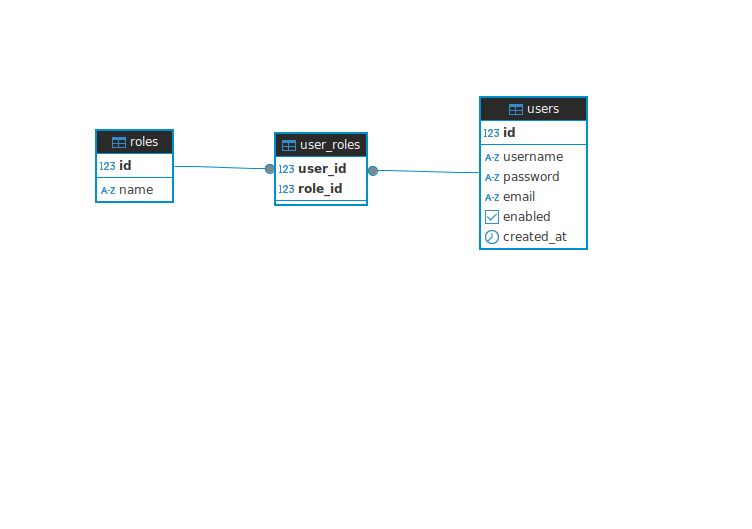 roles
123 id
A-Z name
user_roles
123 user_id
123 role_id
users
123 id
A-Z username
A-Z password
A-Z email
enabled
created_at